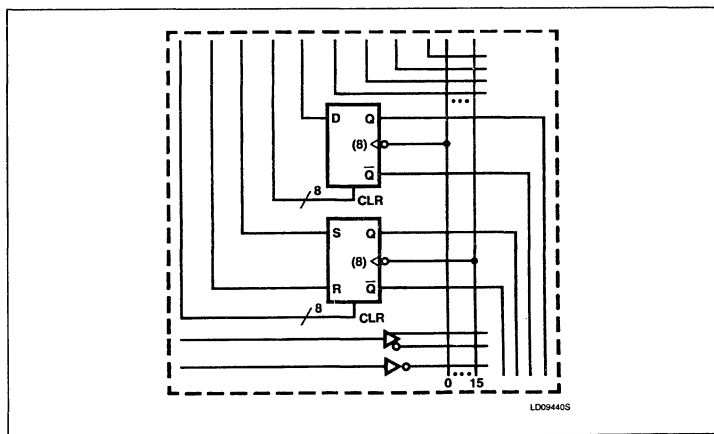 •••
D Q
(8)
Q̅
8
CLR
S Q
(8)
R Q̅
8
CLR
•••
0 15
LD09440S